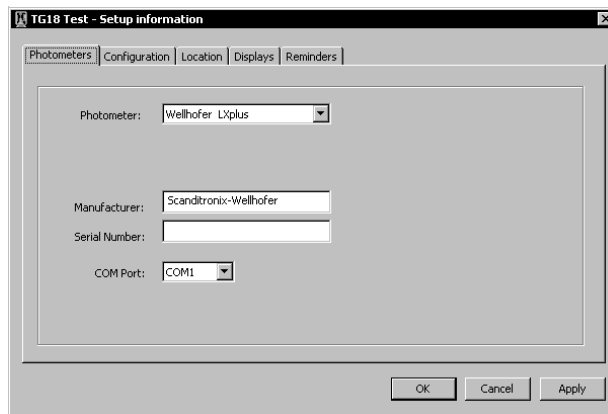 TG18 Test - Setup information
Photometers Configuration Location Displays Reminders
Photometer: Wellhofer LXplus
Manufacturer: Scanditronix-Wellhofer
Serial Number:
COM Port: COM1
OK Cancel Apply